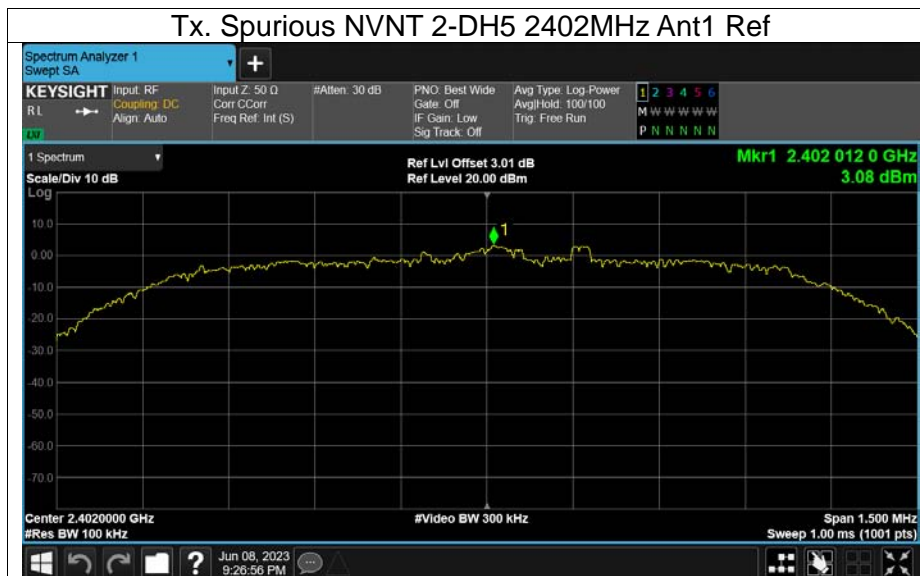 Tx. Spurious NVNT 2-DH5 2402MHz Ant1 Ref
Spectrum Analyzer 1
Swept SA
+
KEYSIGHT
R L
Input: RF
Coupling: DC
Align: Auto
Input Z: 50 Ω
Corr CCorr
Freq Ref: Int (S)
#Atten: 30 dB
PNO: Best Wide
Gate: Off
IF Gain: Low
Sig Track: Off
Avg Type: Log-Power
Avg|Hold: 100/100
Trig: Free Run
1 2 3 4 5 6
M W W W W W
P N N N N N
1 Spectrum
Scale/Div 10 dB
Log
Ref Lvl Offset 3.01 dB
Ref Level 20.00 dBm
Mkr1 2.402 012 0 GHz
3.08 dBm
1
10.0
0.00
-10.0
-20.0
-30.0
-40.0
-50.0
-60.0
-70.0
Center 2.4020000 GHz
#Res BW 100 kHz
#Video BW 300 kHz
Span 1.500 MHz
Sweep 1.00 ms (1001 pts)
?
Jun 08, 2023
9:26:56 PM